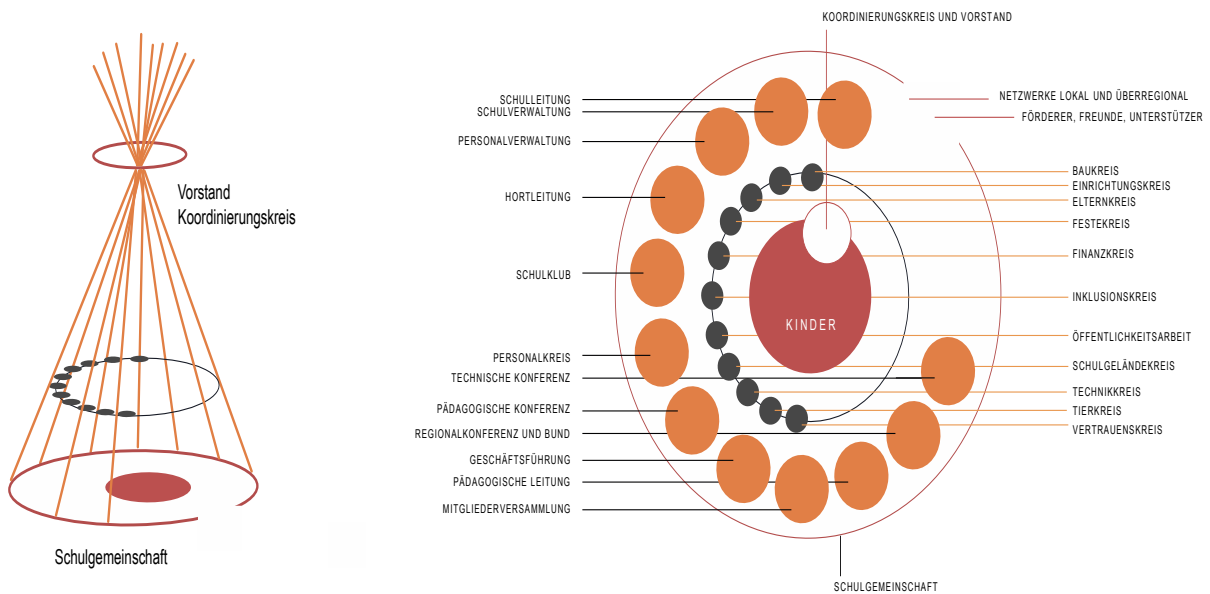 Vorstand
Koordinierungskreis
Schulgemeinschaft
KOORDINIERUNGSKREIS UND VORSTAND
SCHULLEITUNG
SCHULVERWALTUNG
PERSONALVERWALTUNG
HORTLEITUNG
SCHULKLUB
PERSONALKREIS
TECHNISCHE KONFERENZ
PÄDAGOGISCHE KONFERENZ
REGIONALKONFERENZ UND BUND
GESCHÄFTSFÜHRUNG
PÄDAGOGISCHE LEITUNG
MITGLIEDERVERSAMMLUNG
KINDER
NETZWERKE LOKAL UND ÜBERREGIONAL
FÖRDERER, FREUNDE, UNTERSTÜTZER
BAUKREIS
EINRICHTUNGSKREIS
ELTERNKREIS
FESTEKREIS
FINANZKREIS
INKLUSIONSKREIS
ÖFFENTLICHKEITSARBEIT
SCHULGELÄNDEKREIS
TECHNIKKREIS
TIERKREIS
VERTRAUENSKREIS
SCHULGEMEINSCHAFT